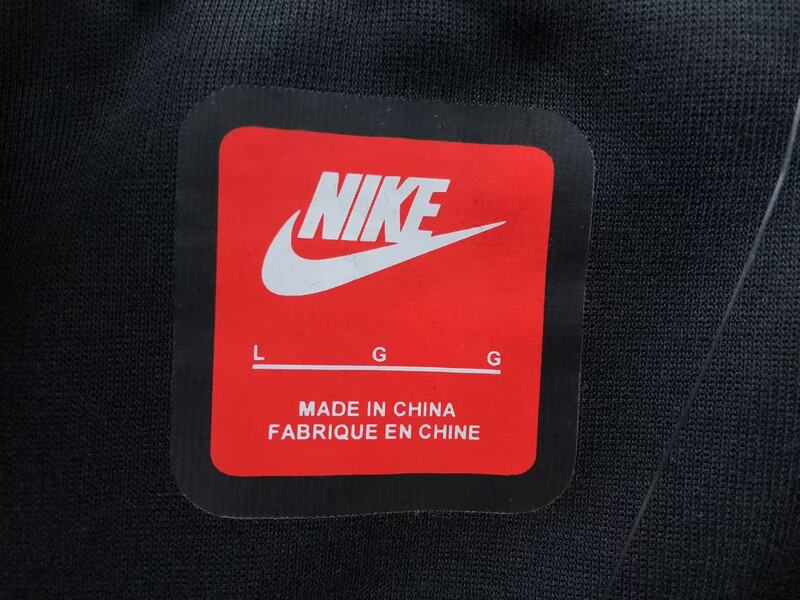 NIKE
L G G
MADE IN CHINA
FABRIQUE EN CHINE